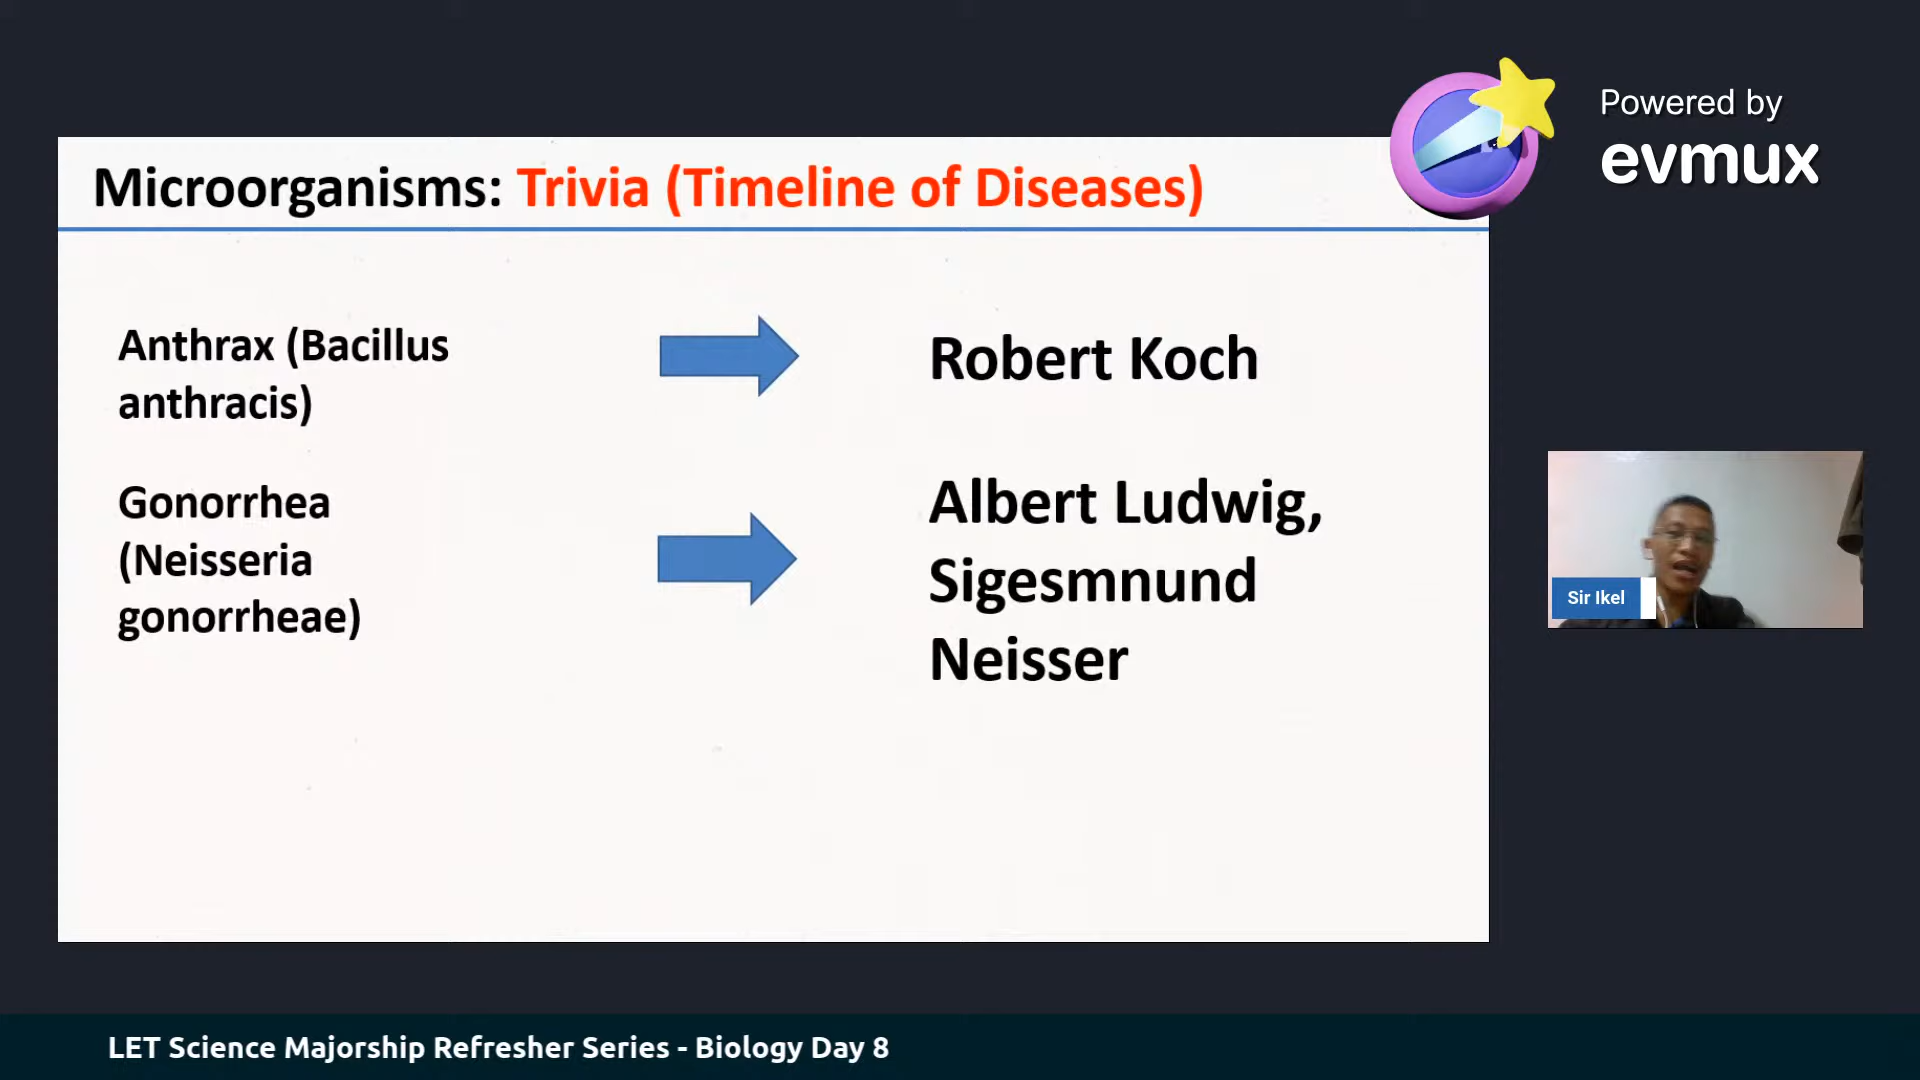 Powered by
evmux
Microorganisms: Trivia (Timeline of Diseases)
Anthrax (Bacillus
anthracis)
Robert Koch
Gonorrhea
(Neisseria
gonorrheae)
Albert Ludwig,
Sigesmnund
Neisser
Sir Ikel
LET Science Majorship Refresher Series - Biology Day 8